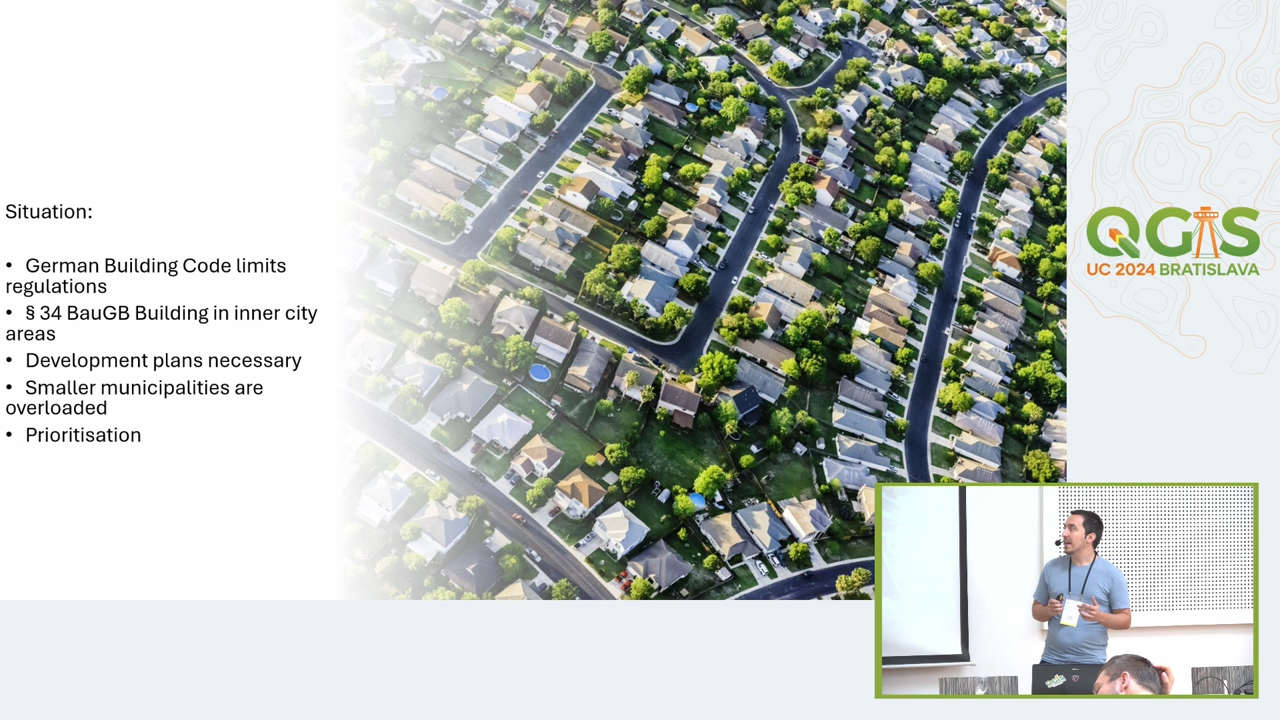 Situation:
• German Building Code limits
regulations
• § 34 BauGB Building in inner city
areas
• Development plans necessary
• Smaller municipalities are
overloaded
• Prioritisation
QGIS
UC 2024 BRATISLAVA